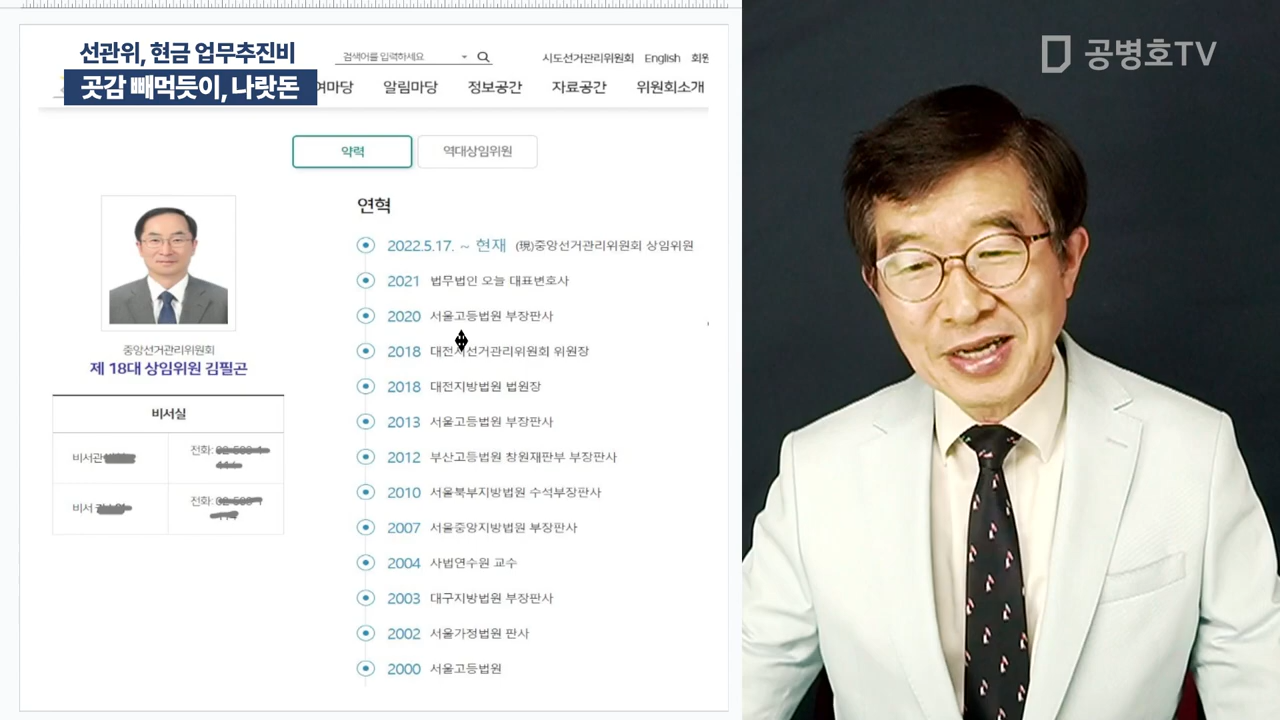 선관위, 현금 업무추진비
곳감 빼먹듯이, 나랏돈
검색어를 입력하세요
시도선거관리위원회 English 회원
여마당 알림마당 정보공간 자료공간 위원회소개
공병호TV
약력 역대상임위원
연혁
2022.5.17. ~ 현재 (現)중앙선거관리위원회 상임위원
2021 법무법인 오늘 대표변호사
2020 서울고등법원 부장판사
2018 대전시선거관리위원회 위원장
2018 대전지방법원 법원장
2013 서울고등법원 부장판사
2012 부산고등법원 창원재판부 부장판사
2010 서울북부지방법원 수석부장판사
2007 서울중앙지방법원 부장판사
2004 사법연수원 교수
2003 대구지방법원 부장판사
2002 서울가정법원 판사
2000 서울고등법원
중앙선거관리위원회
제 18대 상임위원 김필곤
비서실
비서관 전화:
비서 전화: